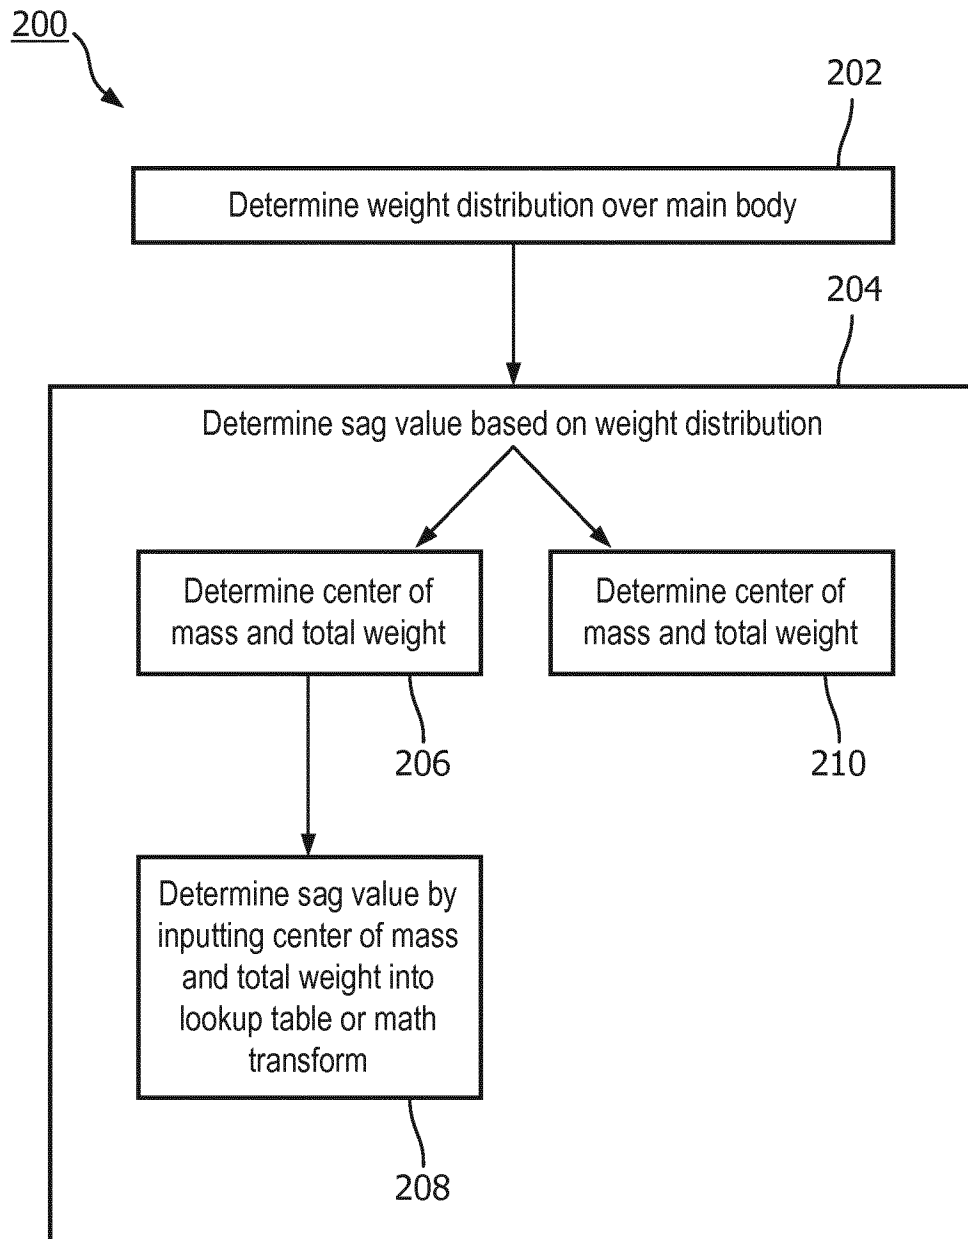 200
202
Determine weight distribution over main body
204
Determine sag value based on weight distribution
Determine center of
mass and total weight
Determine center of
mass and total weight
206
210
Determine sag value by
inputting center of mass
and total weight into
lookup table or math
transform
208